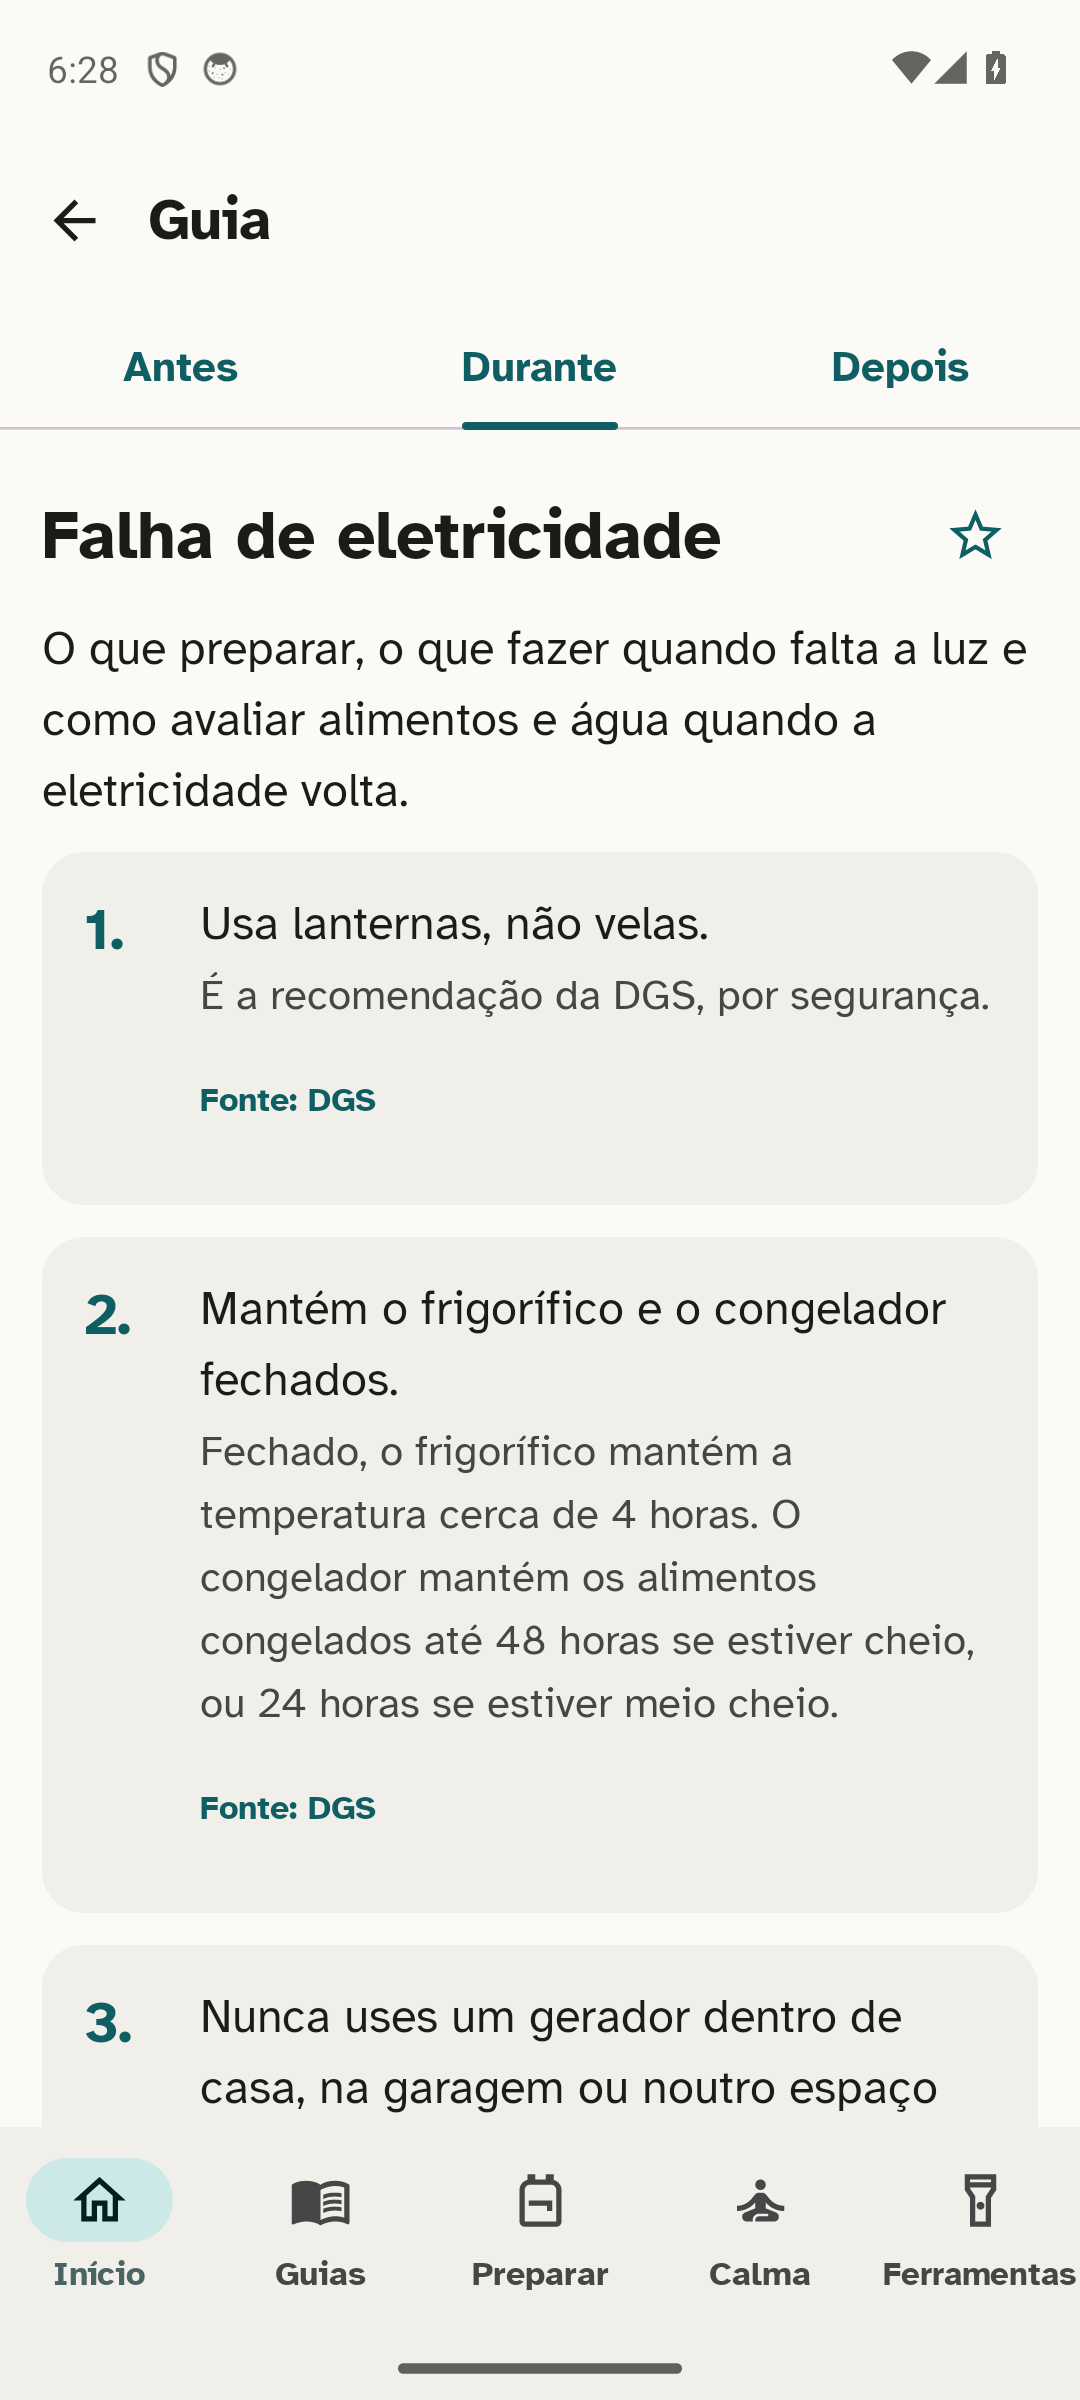 6:28
Guia
Antes
Durante
Depois
Falha de eletricidade
O que preparar, o que fazer quando falta a luz e
como avaliar alimentos e água quando a
eletricidade volta.
1.
Usa lanternas, não velas.
É a recomendação da DGS, por segurança.
Fonte: DGS
2.
Mantém o frigorífico e o congelador
fechados.
Fechado, o frigorífico mantém a
temperatura cerca de 4 horas. O
congelador mantém os alimentos
congelados até 48 horas se estiver cheio,
ou 24 horas se estiver meio cheio.
Fonte: DGS
3.
Nunca uses um gerador dentro de
casa, na garagem ou noutro espaço
Início
Guias
Preparar
Calma
Ferramentas